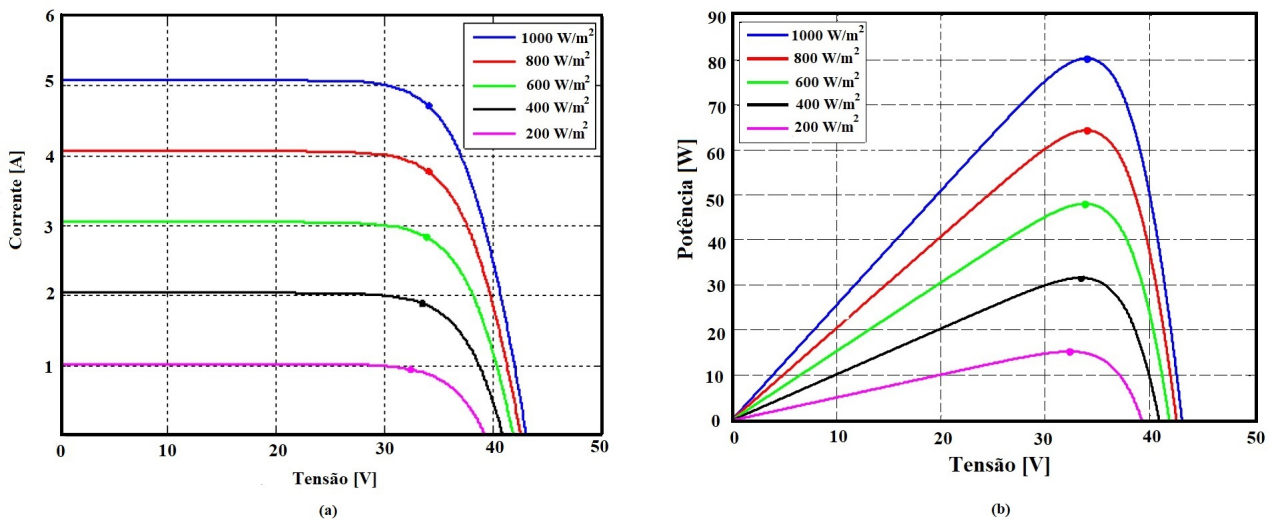 6
5
4
3
2
1
Corrente [A]
1000 W/m²
800 W/m²
600 W/m²
400 W/m²
200 W/m²
0
10
20
30
40
50
Tensão [V]
(a)
90
80
70
60
50
40
30
20
10
0
Potência [W]
1000 W/m²
800 W/m²
600 W/m²
400 W/m²
200 W/m²
0
10
20
30
40
50
Tensão [V]
(b)